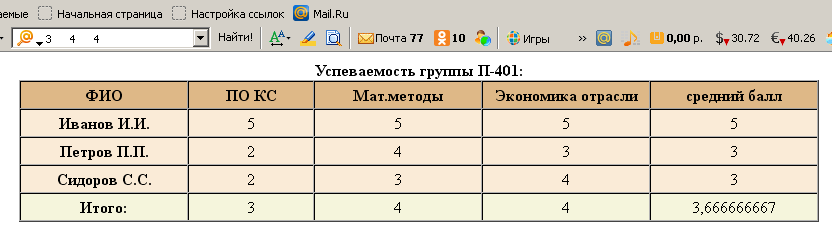 аемые Начальная страница Настройка ссылок Mail.Ru
3 4 4 Найти! Почта 77 10 Игры » 0,00 р. $ 30.72 € 40.26
Успеваемость группы П-401:
ФИО ПО КС Мат.методы Экономика отрасли средний балл
Иванов И.И. 5 5 5 5
Петров П.П. 2 4 3 3
Сидоров С.С. 2 3 4 3
Итого: 3 4 4 3,666666667